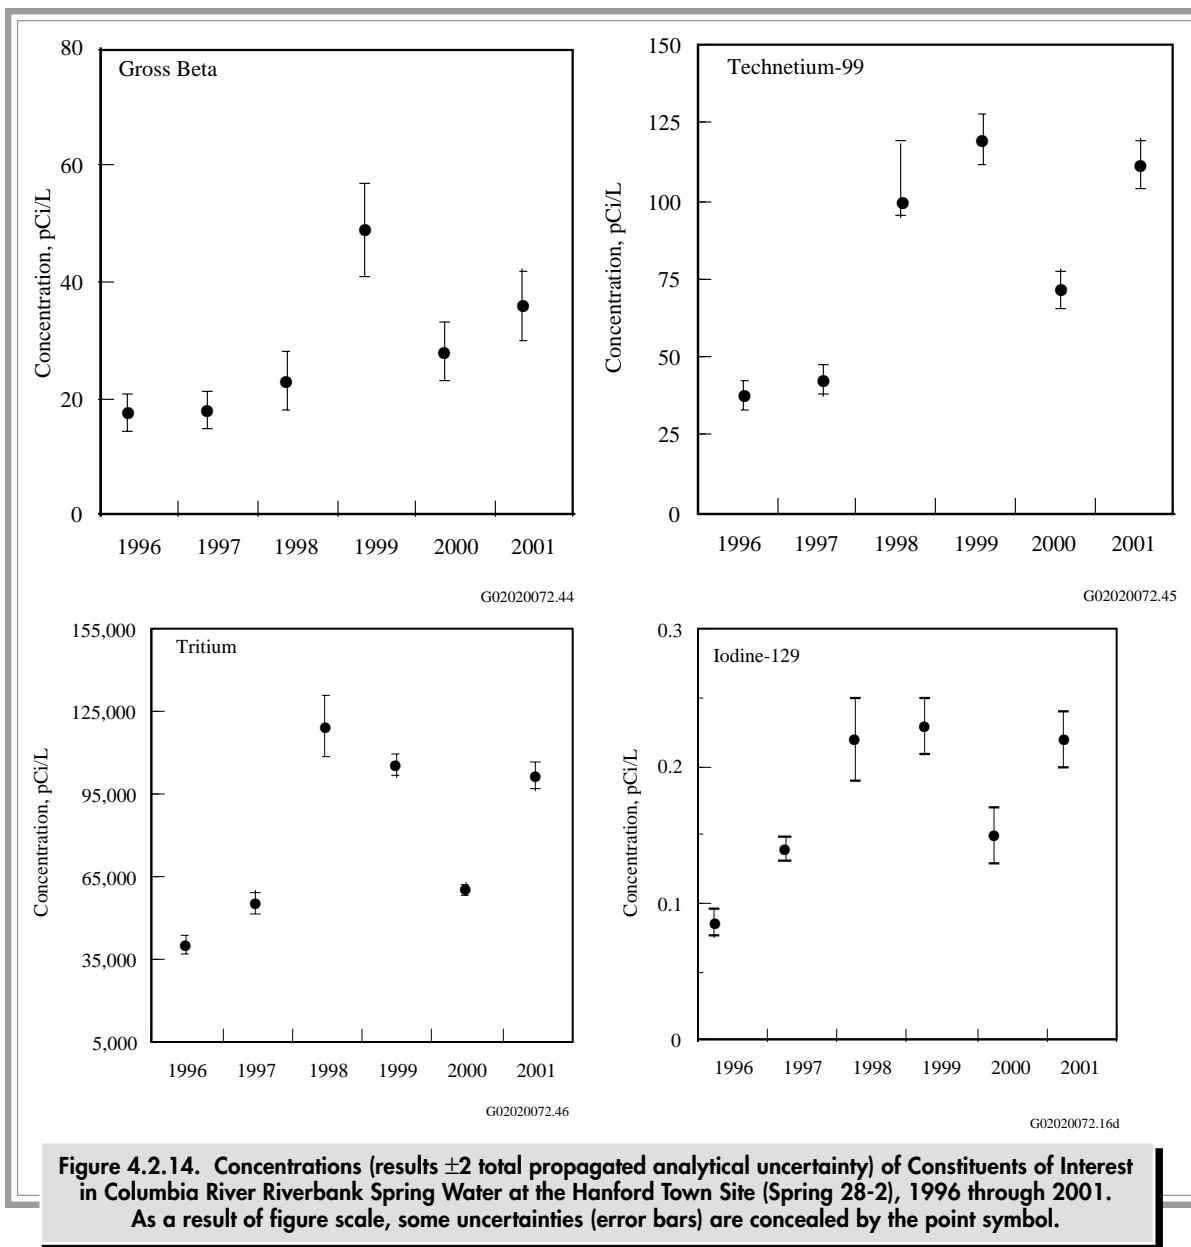 Gross Beta
Concentration, pCi/L
80
60
40
20
0
1996 1997 1998 1999 2000 2001
G02020072.44
Technetium-99
Concentration, pCi/L
150
125
100
75
50
25
0
1996 1997 1998 1999 2000 2001
G02020072.45
Tritium
Concentration, pCi/L
155,000
125,000
95,000
65,000
35,000
5,000
1996 1997 1998 1999 2000 2001
G02020072.46
Iodine-129
Concentration, pCi/L
0.3
0.2
0.1
0
1996 1997 1998 1999 2000 2001
G02020072.16d
Figure 4.2.14. Concentrations (results ±2 total propagated analytical uncertainty) of Constituents of Interest
in Columbia River Riverbank Spring Water at the Hanford Town Site (Spring 28-2), 1996 through 2001.
As a result of figure scale, some uncertainties (error bars) are concealed by the point symbol.